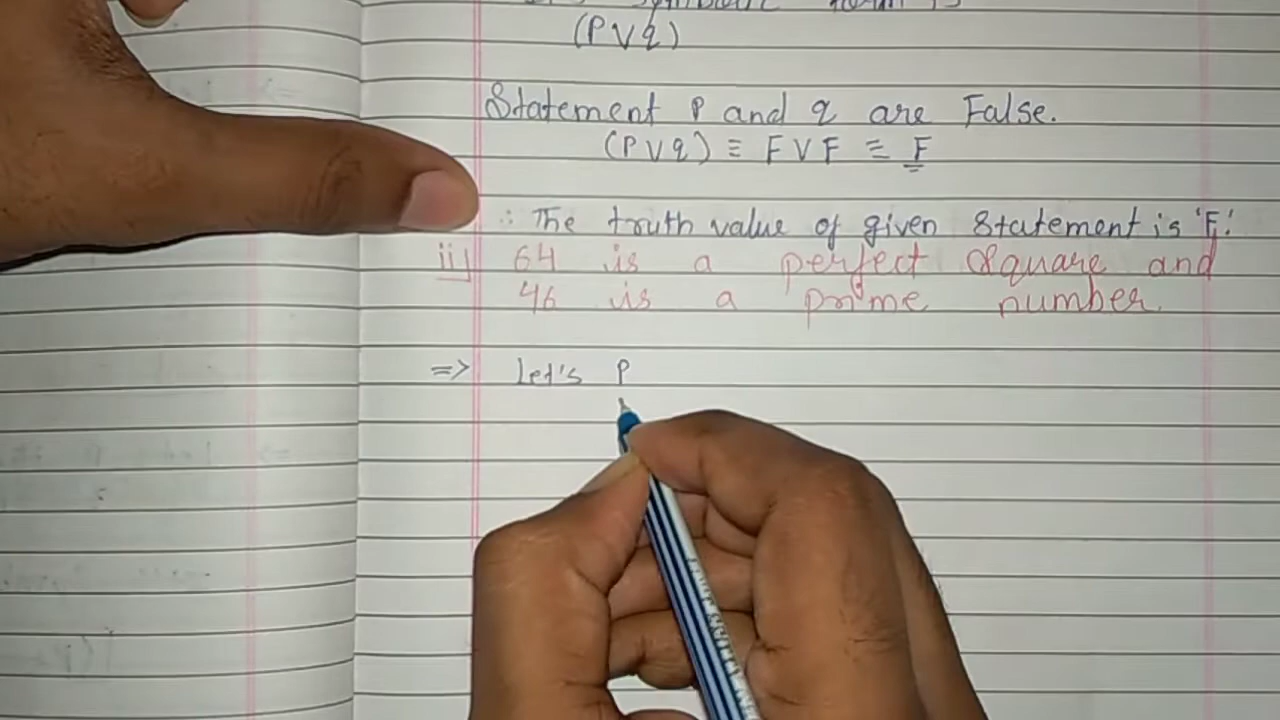 (P∨q)
Statement P and q are False.
(P∨q) ≡ F∨F ≡ F
∴ The truth value of given Statement is 'F'.
ii) 64 is a perfect Square and
46 is a prime number.
=> Let's P